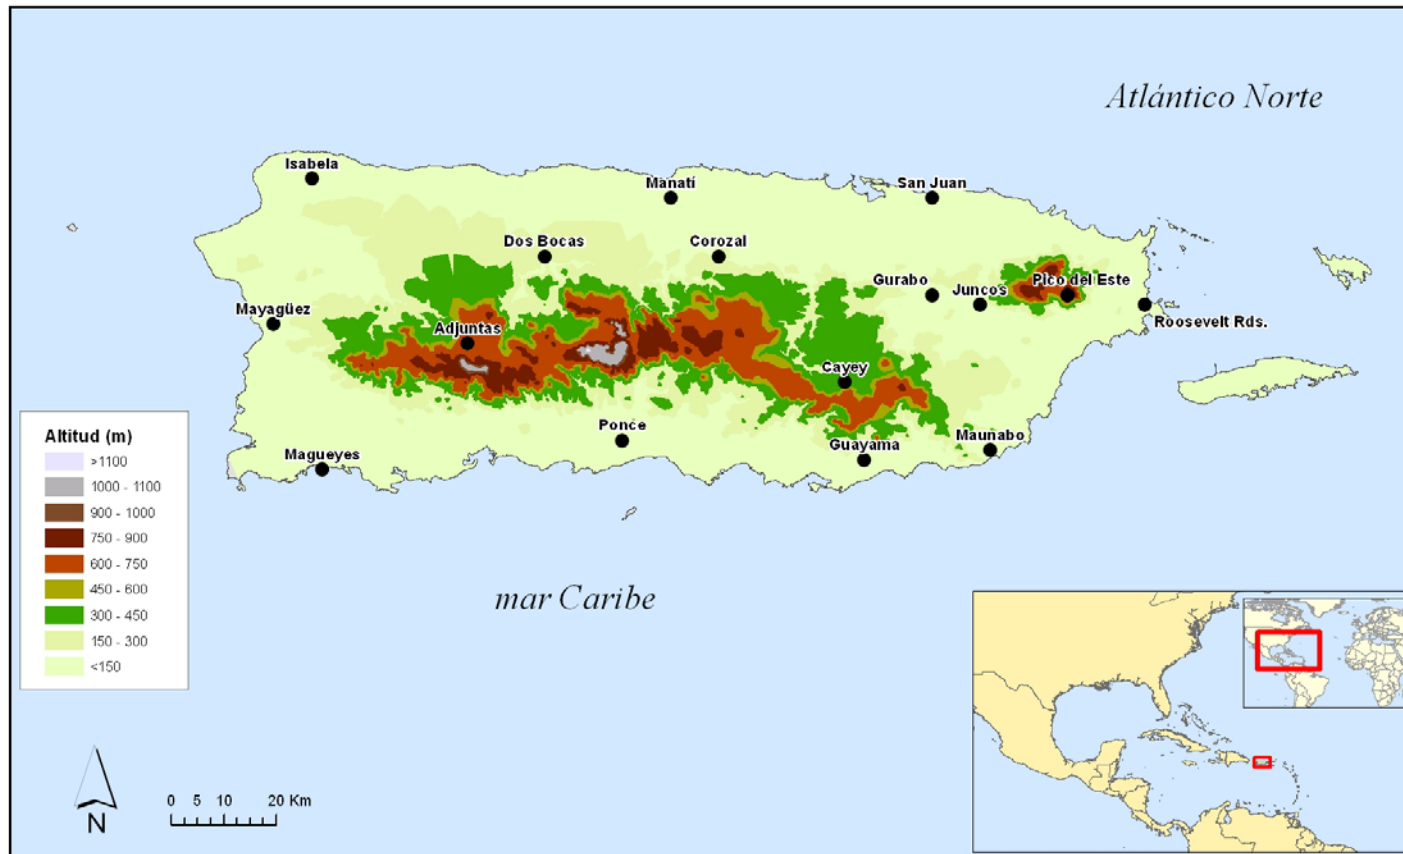 Atlántico Norte
Isabela
Manatí
San Juan
Dos Bocas
Corozal
Gurabo
Juncos
Pico del Este
Mayagüez
Roosevelt Rds.
Adjuntas
Cayey
Ponce
Guayama
Maunabo
Magueyes
mar Caribe
Altitud (m)
>1100
1000 - 1100
900 - 1000
750 - 900
600 - 750
450 - 600
300 - 450
150 - 300
<150
N
0 5 10 20 Km